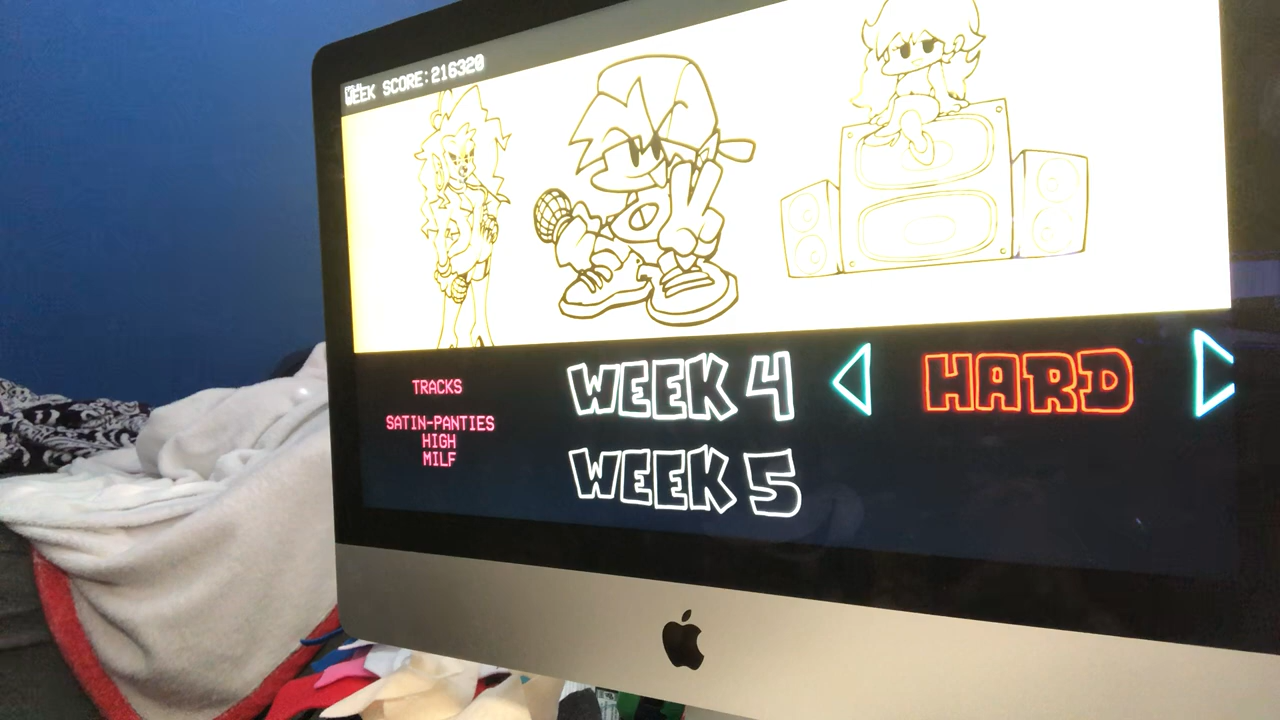 WEEK SCORE:216320
TRACKS
SATIN-PANTIES
HIGH
MILF
WEEK 4
HARD
WEEK 5